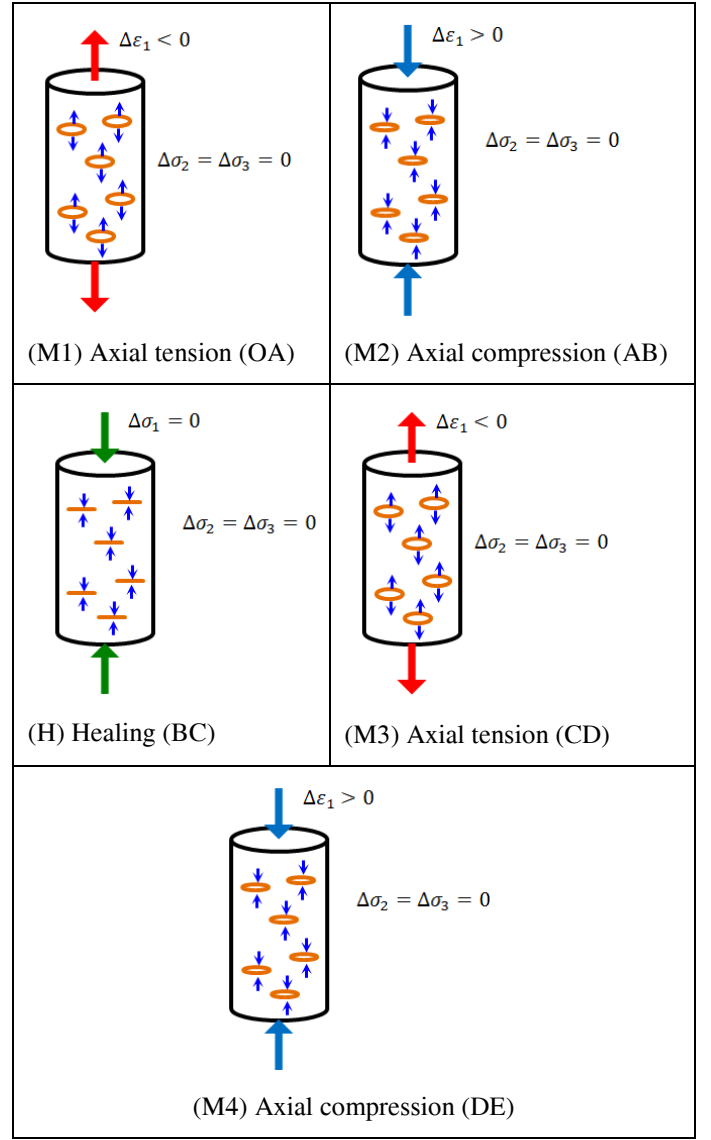 Δε₁ < 0
Δσ₂ = Δσ₃ = 0
(M1) Axial tension (OA)
Δε₁ > 0
Δσ₂ = Δσ₃ = 0
(M2) Axial compression (AB)
Δσ₁ = 0
Δσ₂ = Δσ₃ = 0
(H) Healing (BC)
Δε₁ < 0
Δσ₂ = Δσ₃ = 0
(M3) Axial tension (CD)
Δε₁ > 0
Δσ₂ = Δσ₃ = 0
(M4) Axial compression (DE)